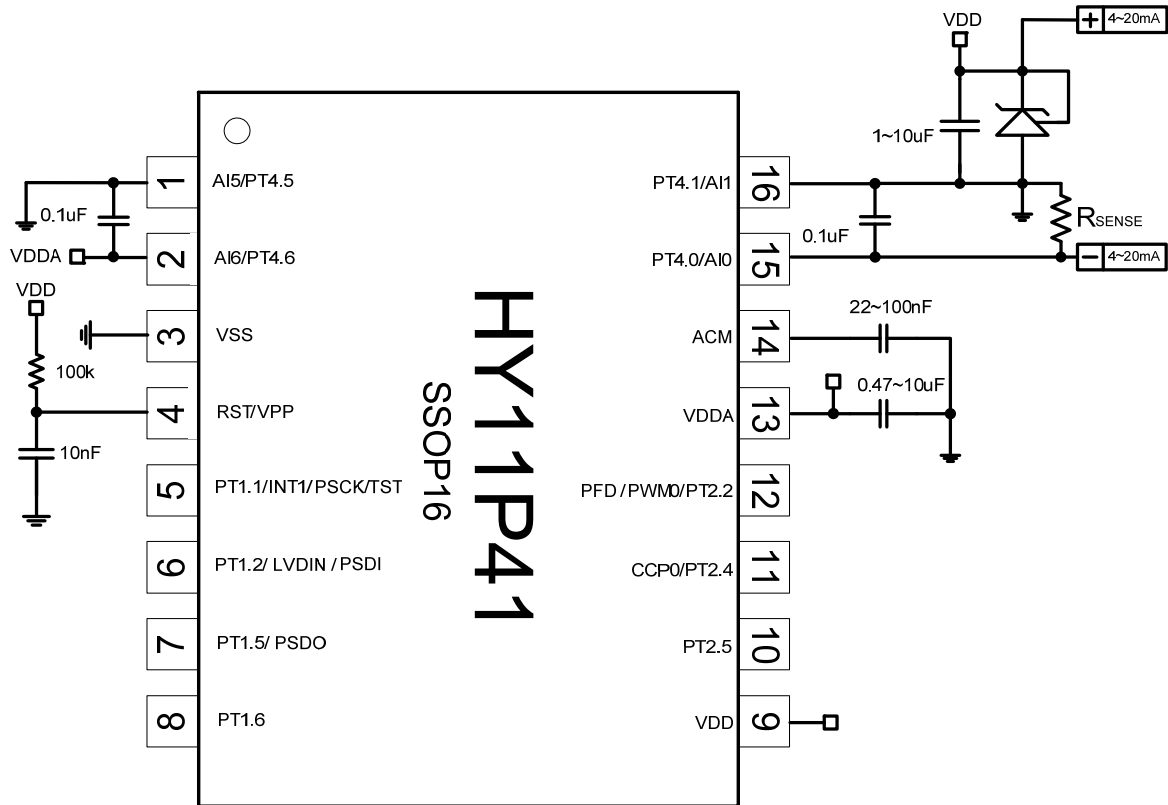 VDD
+ 4~20mA
1~10uF
1
AI5/PT4.5
PT4.1/AI1
16
0.1uF
0.1uF
RSENSE
VDDA
2
AI6/PT4.6
PT4.0/AI0
15
- 4~20mA
VDD
3
VSS
ACM
14
22~100nF
100k
4
RST/VPP
VDDA
13
0.47~10uF
10nF
5
PT1.1/INT1/PSCK/TST
PFD/PWM0/PT2.2
12
6
PT1.2/ LVDIN / PSDI
CCP0/PT2.4
11
7
PT1.5/ PSDO
PT2.5
10
8
PT1.6
VDD
9
HY11P41
SSOP16